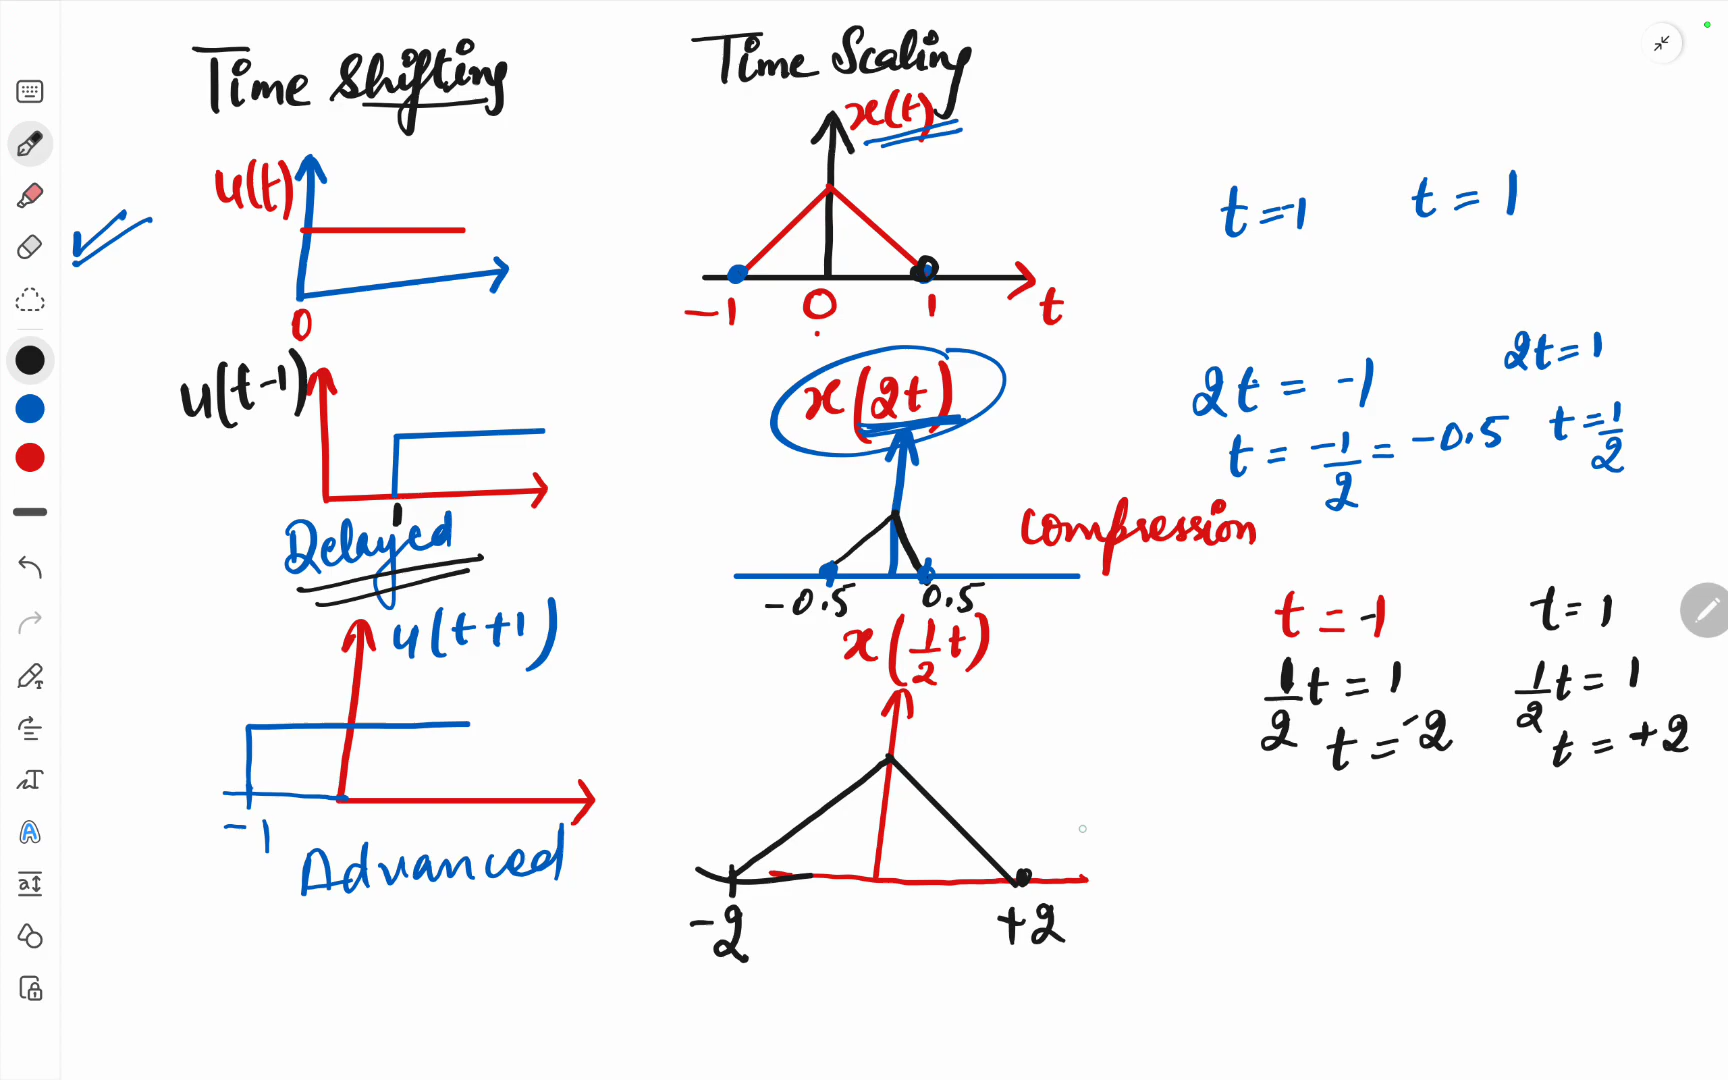 Time Shifting
u(t)
0
u(t-1)
1
Delayed
u(t+1)
-1
Advanced
Time Scaling
x(t)
-1 0 1 t
x(2t)
-0.5 0.5
compression
x(1/2 t)
-2 +2
t=-1 t = 1
2t = -1 2t = 1
t = -1/2 = -0.5 t = 1/2
t = -1 t = 1
1/2 t = 1 1/2 t = 1
t = -2 t = +2